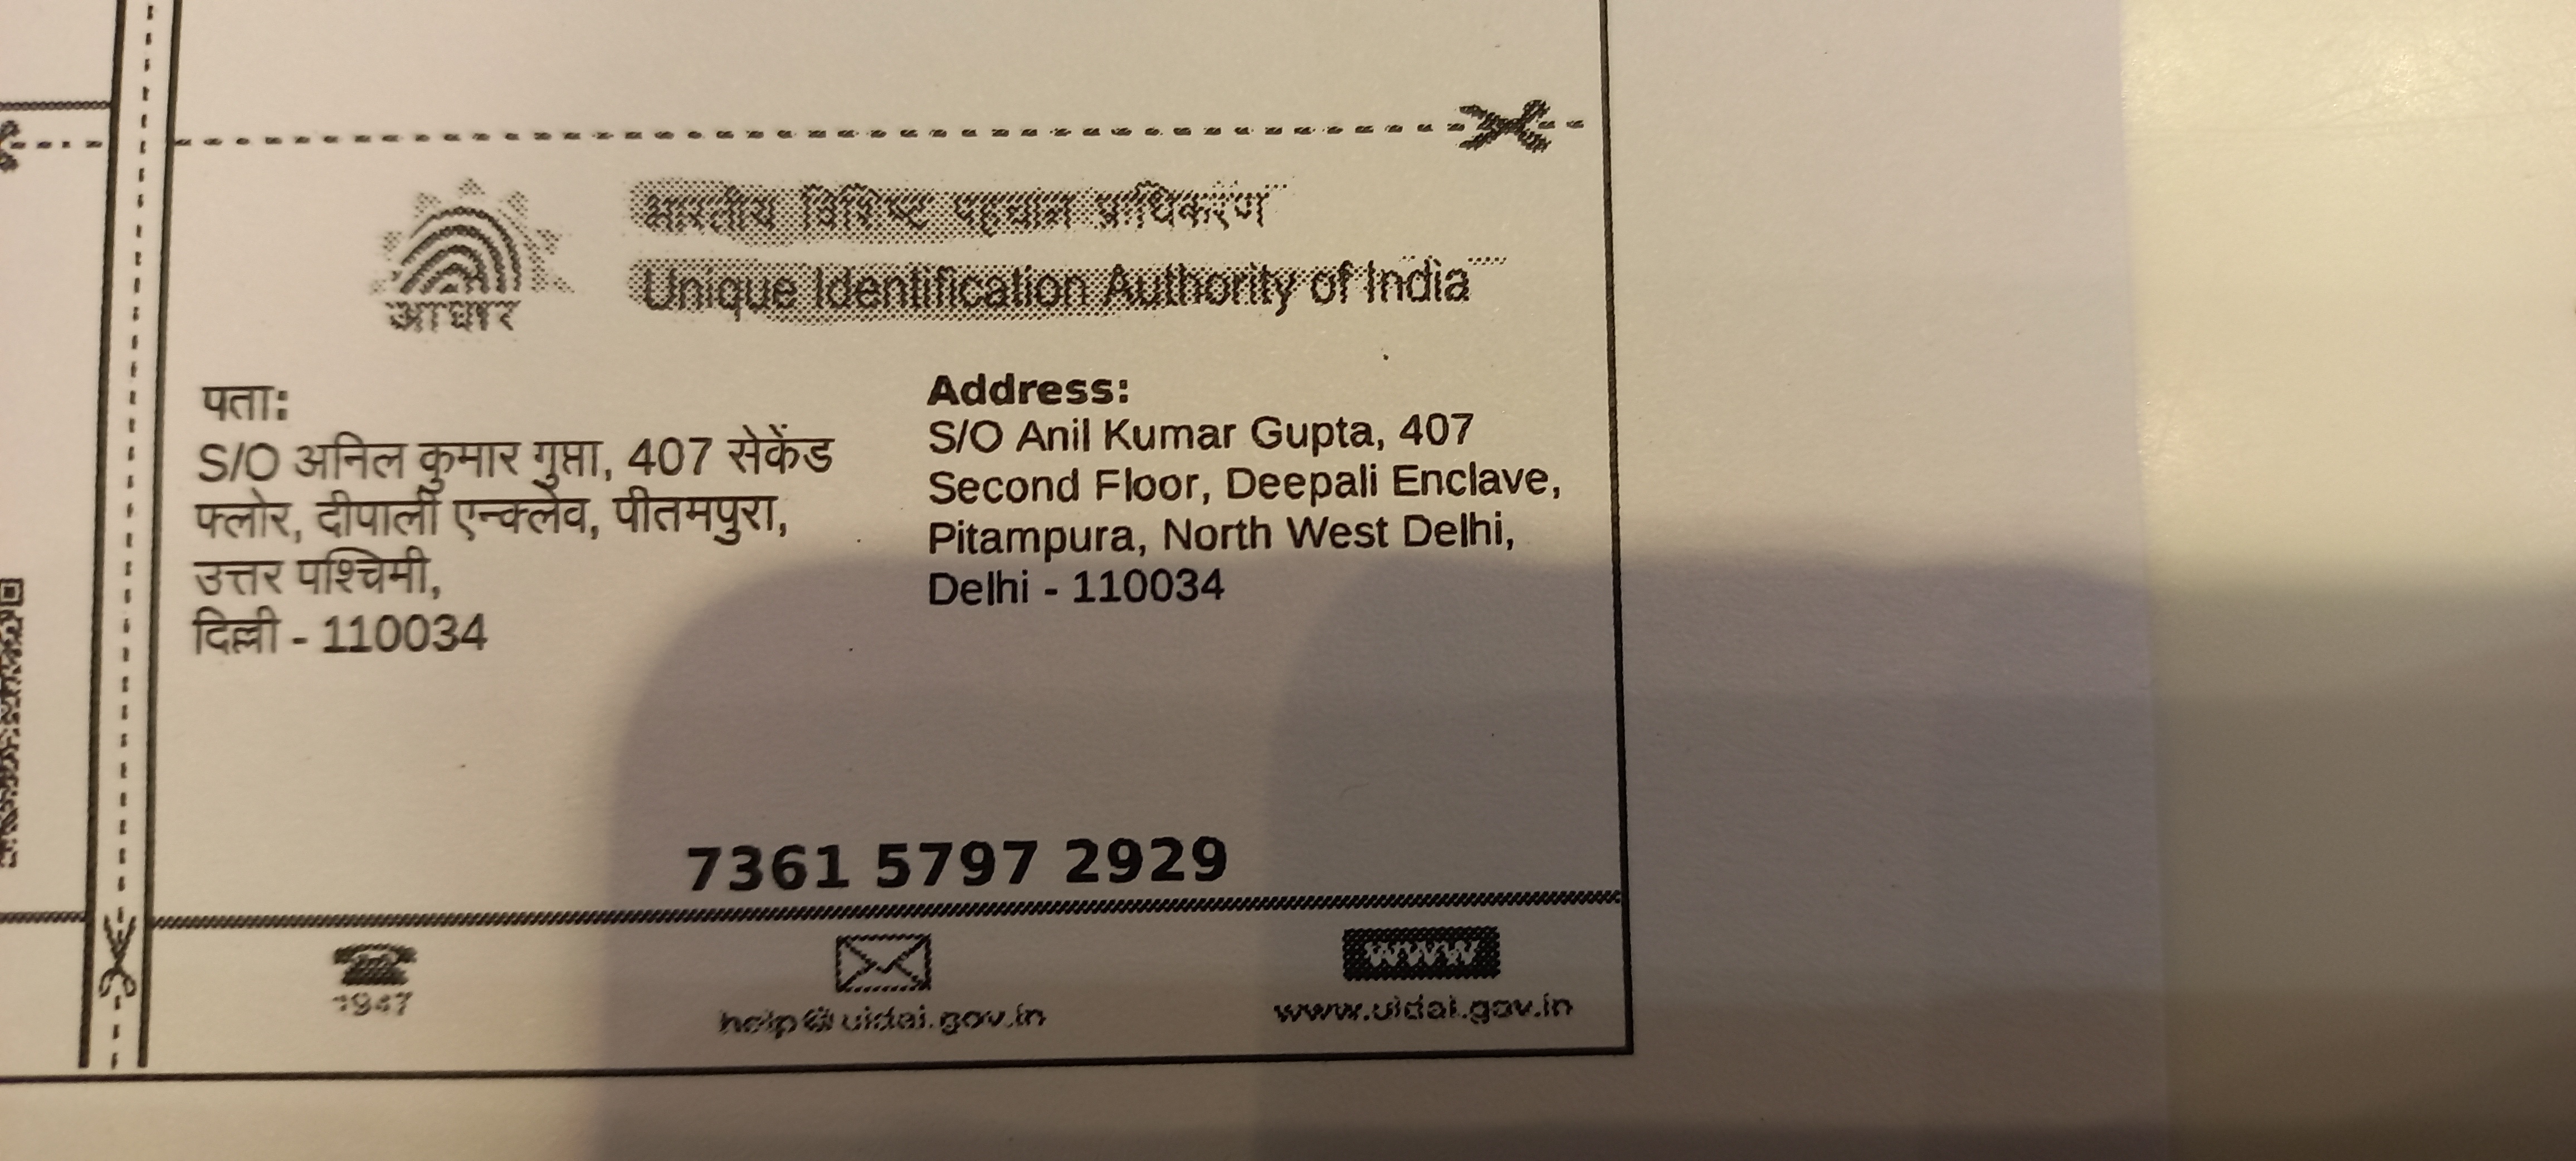 आधार
भारतीय विशिष्ट पहचान प्राधिकरण
Unique Identification Authority of India
पता:
S/O अनिल कुमार गुप्ता, 407 सेकेंड
फ्लोर, दीपाली एन्क्लेव, पीतमपुरा,
उत्तर पश्चिमी,
दिल्ली - 110034
Address:
S/O Anil Kumar Gupta, 407
Second Floor, Deepali Enclave,
Pitampura, North West Delhi,
Delhi - 110034
7361 5797 2929
1947
help@uidai.gov.in
www
www.uidai.gov.in